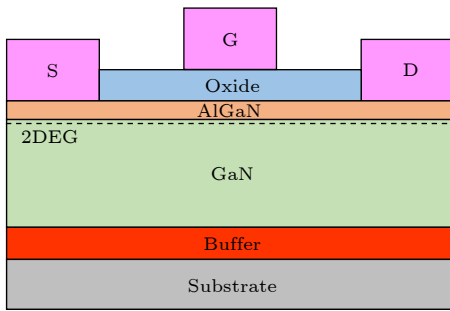 G
S
D
Oxide
AlGaN
2DEG
GaN
Buffer
Substrate